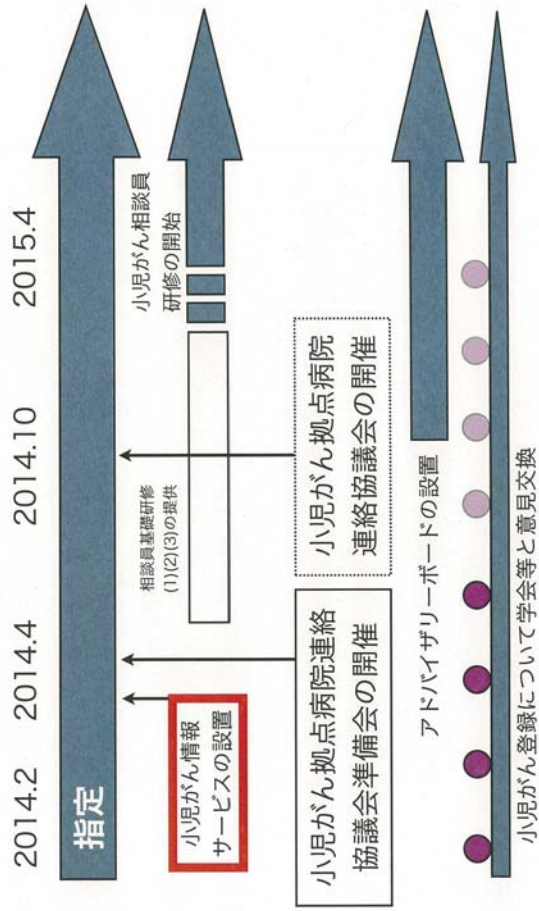 2014.2
2014.4
2014.10
2015.4
指定
小児がん情報
サービスの設置
相談員基礎研修
(1)(2)(3)の提供
小児がん相談員
研修の開始
小児がん拠点病院連絡
協議会準備会の開催
小児がん拠点病院
連絡協議会の開催
アドバイザリーボードの設置
小児がん登録について学会等と意見交換